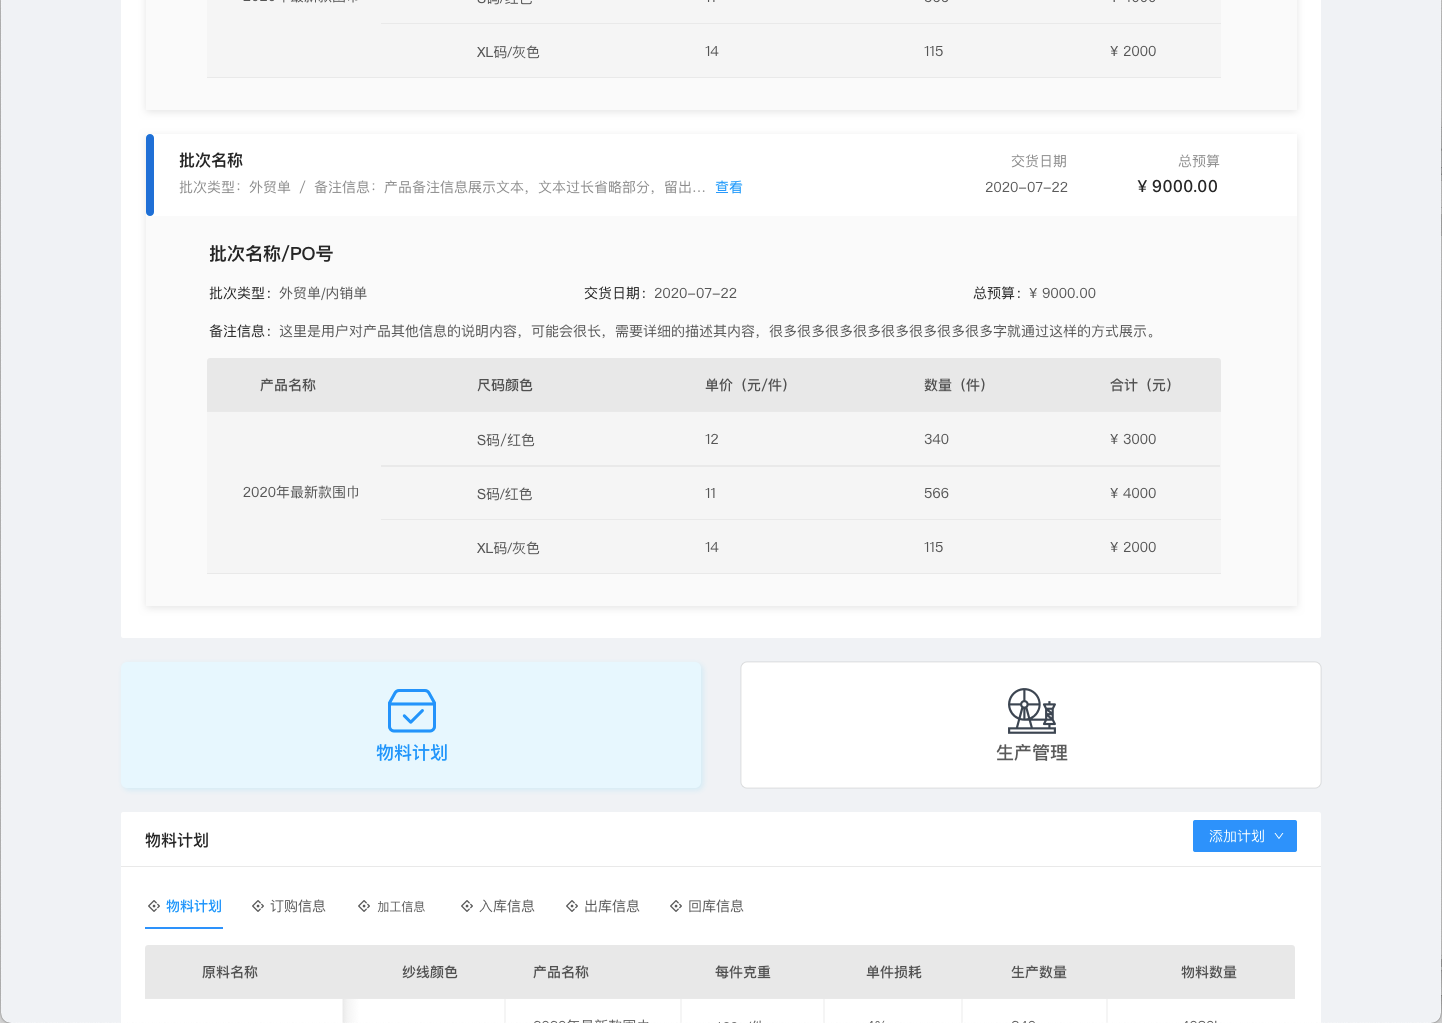 XL码/灰色 14 115 ¥ 2000
批次名称 交货日期 总预算
批次类型：外贸单 / 备注信息：产品备注信息展示文本，文本过长省略部分，留出... 查看 2020-07-22 ¥ 9000.00
批次名称/PO号
批次类型：外贸单/内销单 交货日期：2020-07-22 总预算：¥ 9000.00
备注信息：这里是用户对产品其他信息的说明内容，可能会很长，需要详细的描述其内容，很多很多很多很多很多很多很多很多字就通过这样的方式展示。
产品名称 尺码颜色 单价（元/件） 数量（件） 合计（元）
S码/红色 12 340 ¥ 3000
2020年最新款围巾 S码/红色 11 566 ¥ 4000
XL码/灰色 14 115 ¥ 2000
物料计划 生产管理
物料计划 添加计划
物料计划 订购信息 加工信息 入库信息 出库信息 回库信息
原料名称 纱线颜色 产品名称 每件克重 单件损耗 生产数量 物料数量